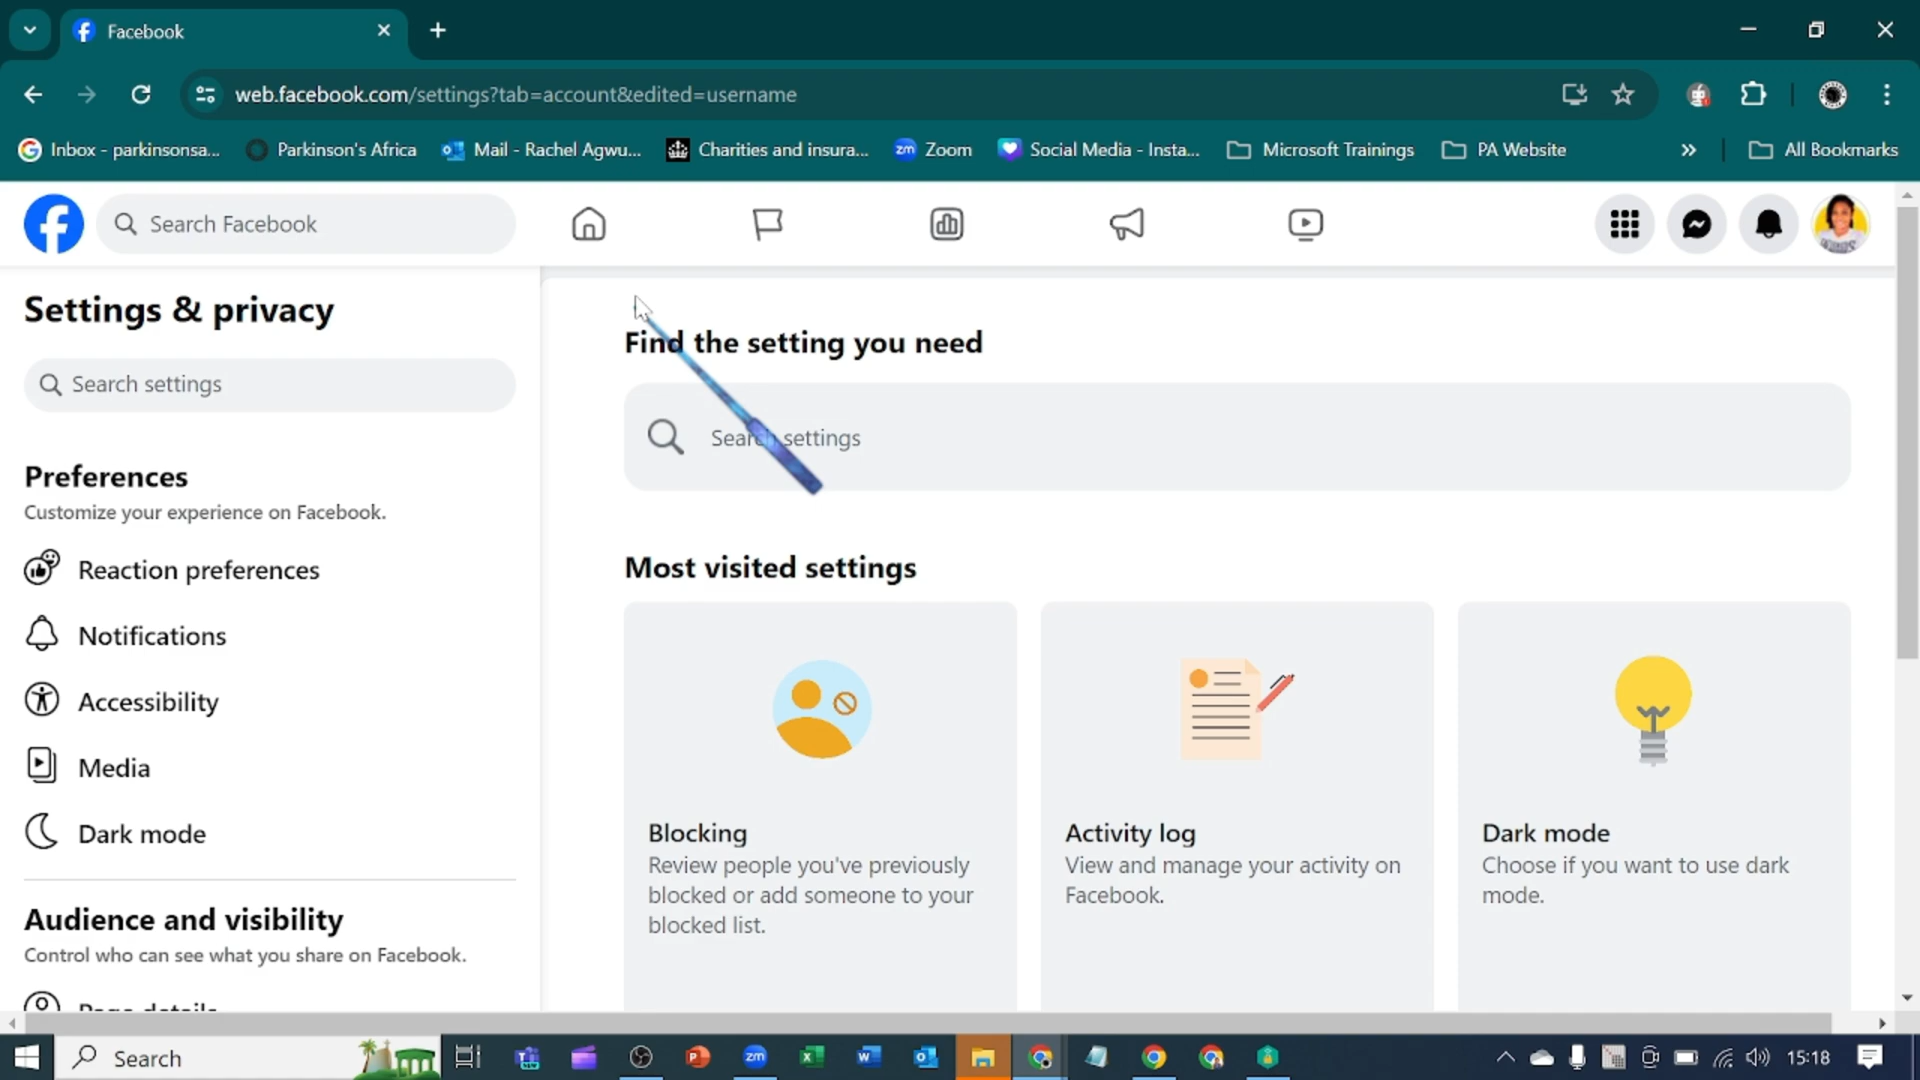 Facebook
web.facebook.com/settings?tab=account&edited=username
Inbox - parkinsonsa...
Parkinson's Africa
Mail - Rachel Agwu...
Charities and insura...
zm Zoom
Social Media - Insta...
Microsoft Trainings
PA Website
All Bookmarks
Search Facebook
Settings & privacy
Search settings
Preferences
Customize your experience on Facebook.
Reaction preferences
Notifications
Accessibility
Media
Dark mode
Audience and visibility
Control who can see what you share on Facebook.
Page details
Find the setting you need
Search settings
Most visited settings
Blocking
Review people you've previously
blocked or add someone to your
blocked list.
Activity log
View and manage your activity on
Facebook.
Dark mode
Choose if you want to use dark
mode.
Search
zm
15:18